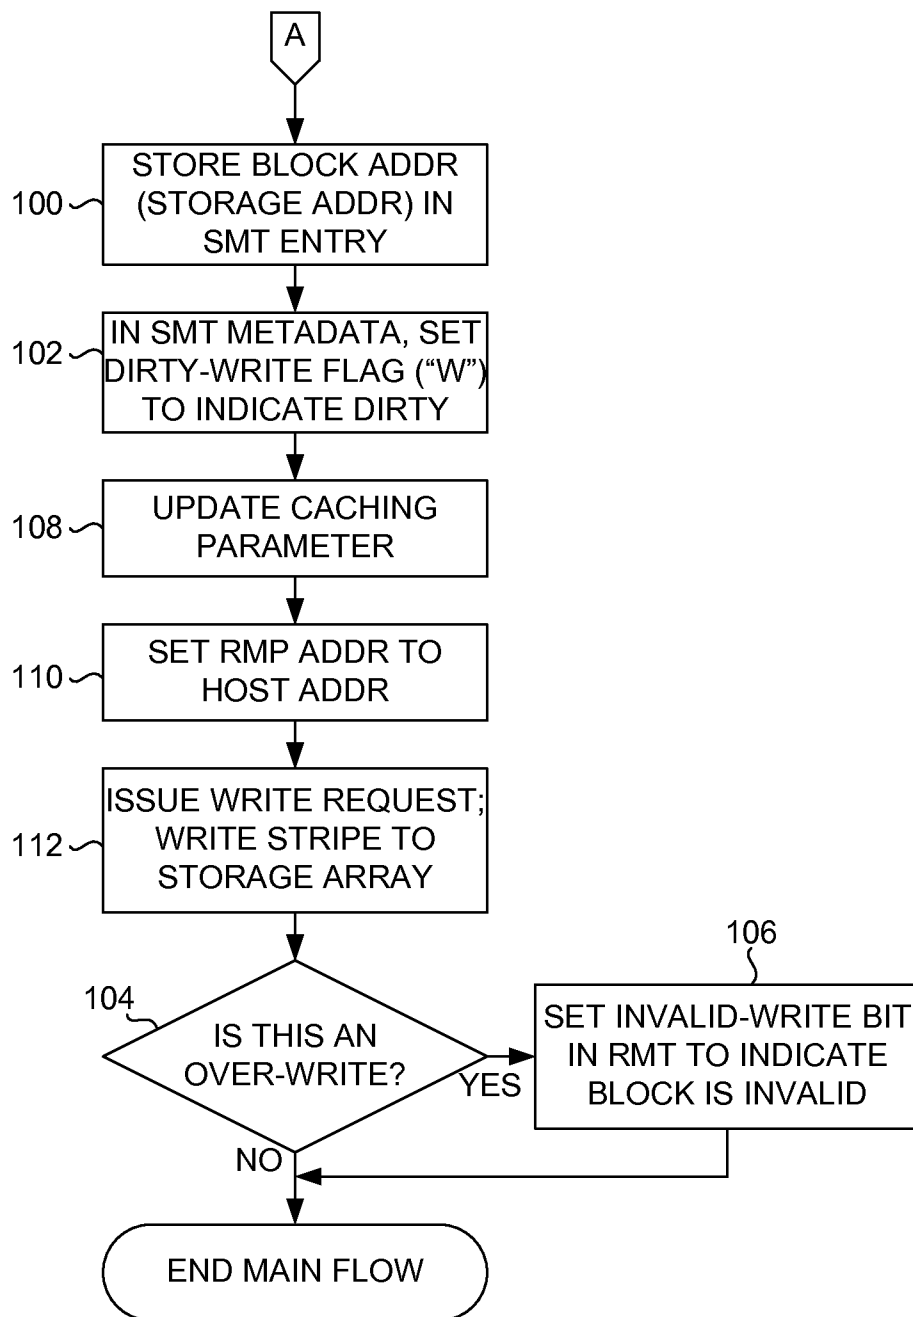 A
STORE BLOCK ADDR
(STORAGE ADDR) IN
SMT ENTRY
100
IN SMT METADATA, SET
DIRTY-WRITE FLAG (“W”)
TO INDICATE DIRTY
102
UPDATE CACHING
PARAMETER
108
SET RMP ADDR TO
HOST ADDR
110
ISSUE WRITE REQUEST;
WRITE STRIPE TO
STORAGE ARRAY
112
104
IS THIS AN
OVER-WRITE?
YES
NO
106
SET INVALID-WRITE BIT
IN RMT TO INDICATE
BLOCK IS INVALID
END MAIN FLOW